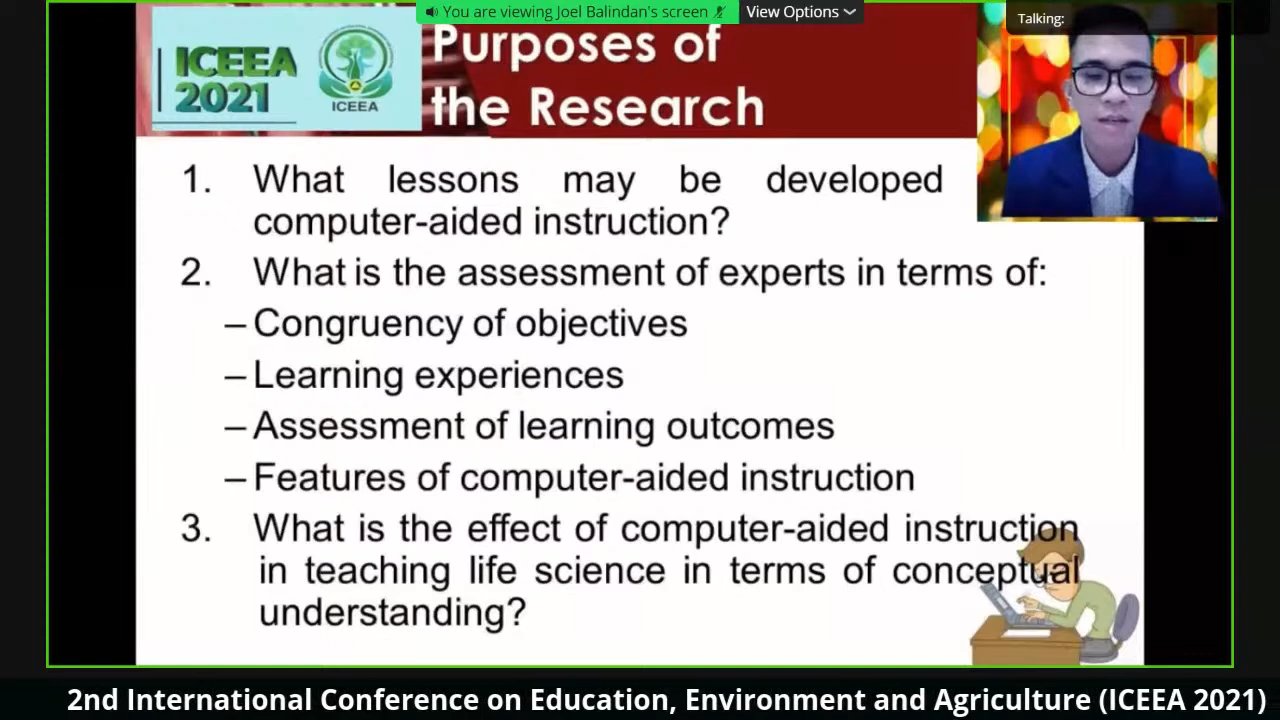 You are viewing Joel Balindan's screen
View Options
Talking:
ICEEA
2021
ICEEA
Purposes of
the Research
1. What lessons may be developed
computer-aided instruction?
2. What is the assessment of experts in terms of:
– Congruency of objectives
– Learning experiences
– Assessment of learning outcomes
– Features of computer-aided instruction
3. What is the effect of computer-aided instruction
in teaching life science in terms of conceptual
understanding?
2nd International Conference on Education, Environment and Agriculture (ICEEA 2021)